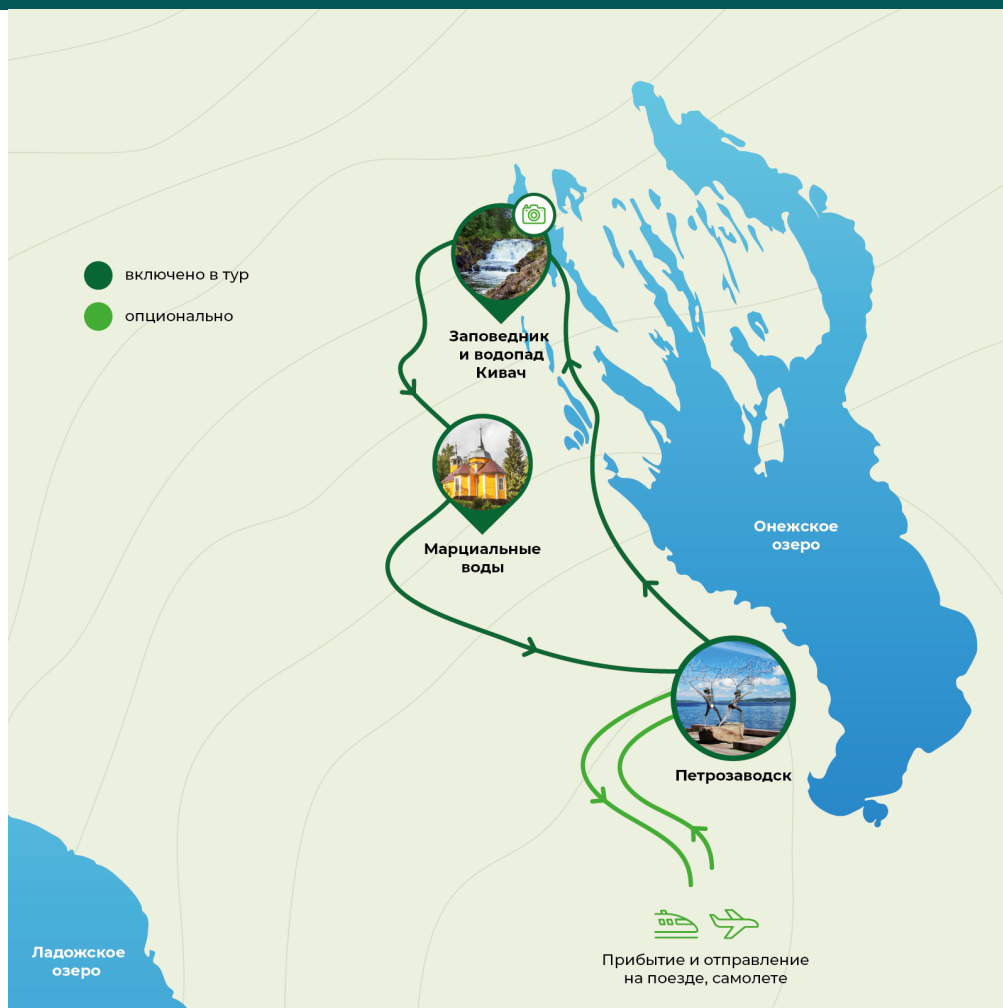 включено в тур
опционально
Заповедник
и водопад
Кивач
Марциальные
воды
Онежское
озеро
Петрозаводск
Ладожское
озеро
Прибытие и отправление
на поезде, самолете